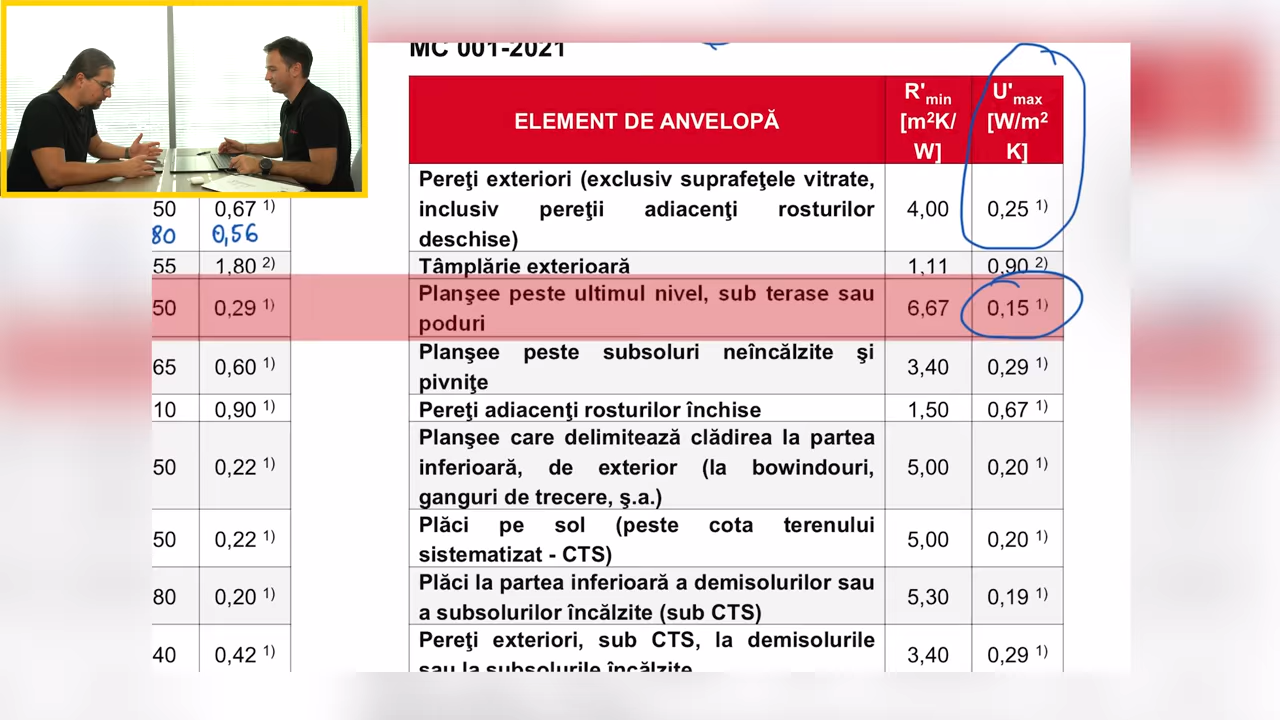 MC 001-2021
ELEMENT DE ANVELOPĂ
R'min
[m²K/
W]
U'max
[W/m²
K]
50 0,67 ¹⁾
80 0,56
55 1,80 ²⁾
50 0,29 ¹⁾
65 0,60 ¹⁾
10 0,90 ¹⁾
50 0,22 ¹⁾
50 0,22 ¹⁾
80 0,20 ¹⁾
40 0,42 ¹⁾
Pereţi exteriori (exclusiv suprafeţele vitrate,
inclusiv pereţii adiacenţi rosturilor
deschise)
4,00 0,25 ¹⁾
Tâmplărie exterioară 1,11 0,90 ²⁾
Planşee peste ultimul nivel, sub terase sau
poduri
6,67 0,15 ¹⁾
Planşee peste subsoluri neîncălzite şi
pivniţe
3,40 0,29 ¹⁾
Pereţi adiacenţi rosturilor închise 1,50 0,67 ¹⁾
Planşee care delimitează clădirea la partea
inferioară, de exterior (la bowindouri,
ganguri de trecere, ş.a.)
5,00 0,20 ¹⁾
Plăci pe sol (peste cota terenului
sistematizat - CTS)
5,00 0,20 ¹⁾
Plăci la partea inferioară a demisolurilor sau
a subsolurilor încălzite (sub CTS)
5,30 0,19 ¹⁾
Pereţi exteriori, sub CTS, la demisolurile
sau la subsolurile încălzite
3,40 0,29 ¹⁾